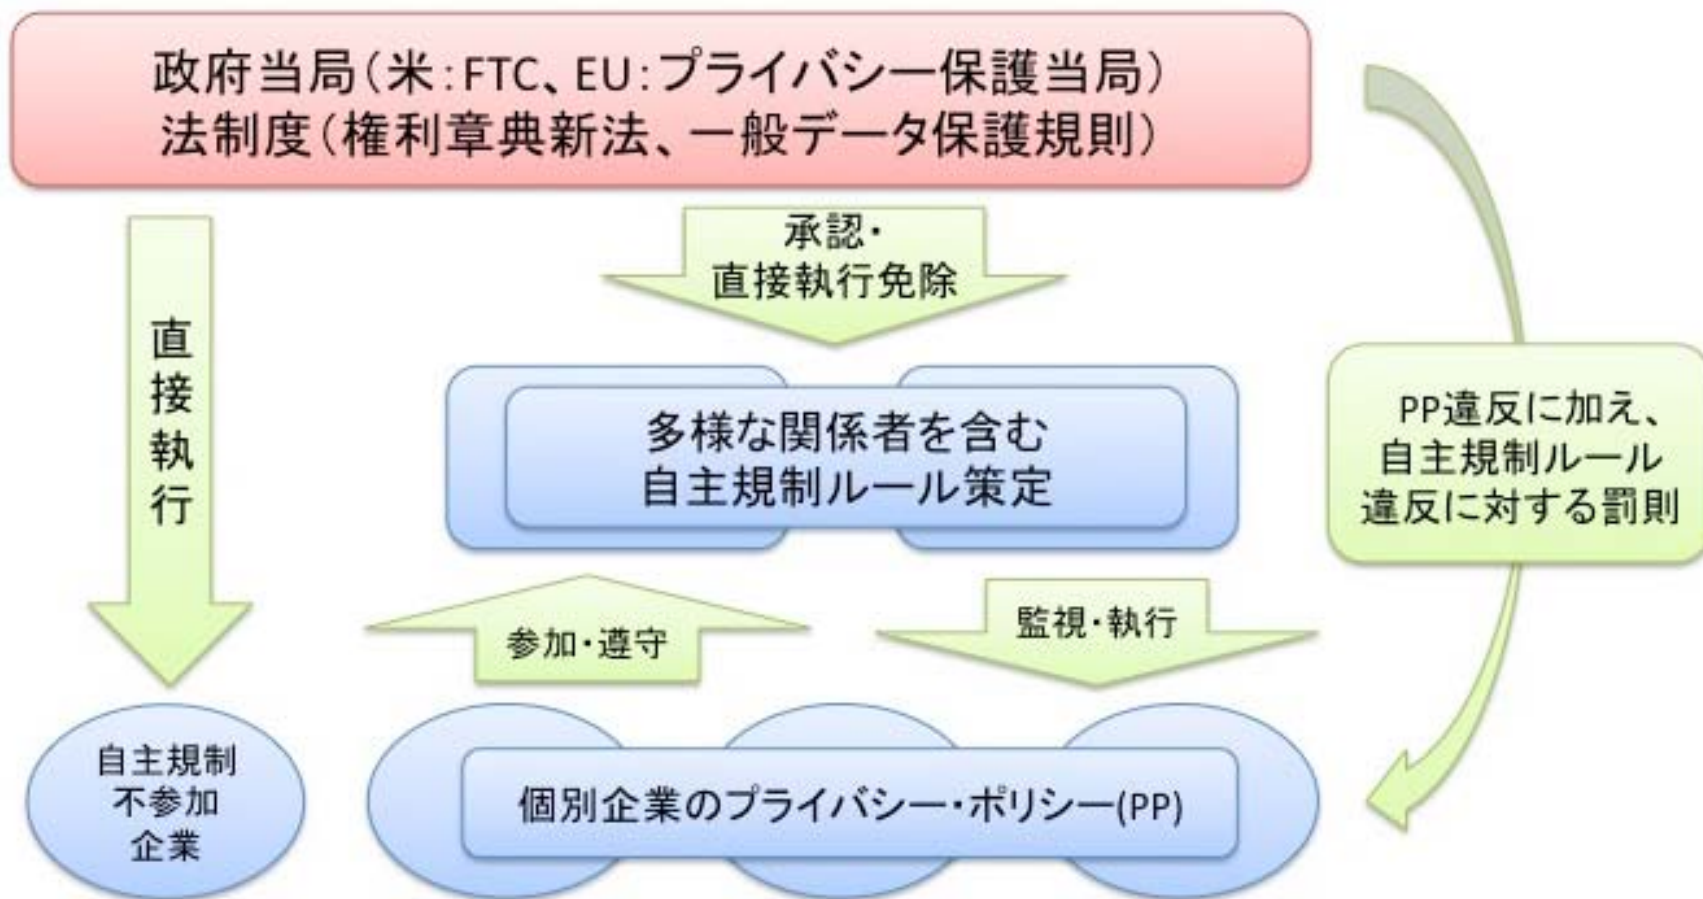 政府当局(米:FTC、EU:プライバシー保護当局)
法制度(権利章典新法、一般データ保護規則)
直接執行
承認・
直接執行免除
多様な関係者を含む
自主規制ルール策定
PP違反に加え、
自主規制ルール
違反に対する罰則
参加・遵守
監視・執行
自主規制
不参加
企業
個別企業のプライバシー・ポリシー(PP)